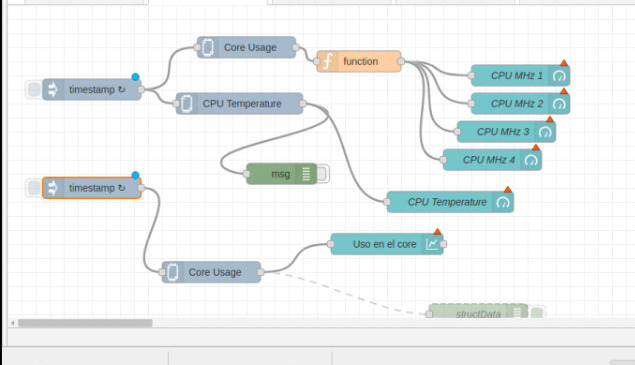 Core Usage
function
timestamp ↻
CPU MHz 1
CPU Temperature
CPU MHz 2
CPU MHz 3
CPU MHz 4
msg
timestamp ↻
CPU Temperature
Uso en el core
Core Usage
structData